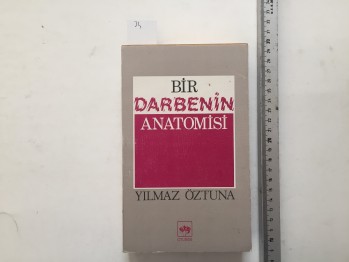 BİR
DARBENİN
ANATOMİSİ
YILMAZ ÖZTUNA